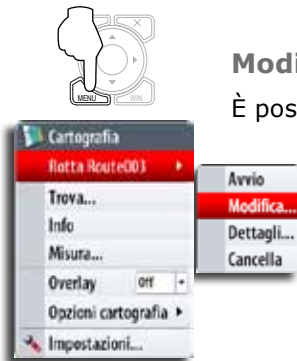 MENU
WIN
Modi
È pos
Cartografia
Rotta Route003
Trova...
Info
Misura...
Overlay Off
Opzioni cartografia
Impostazioni...
Avvio
Modifica...
Dettagli...
Cancella